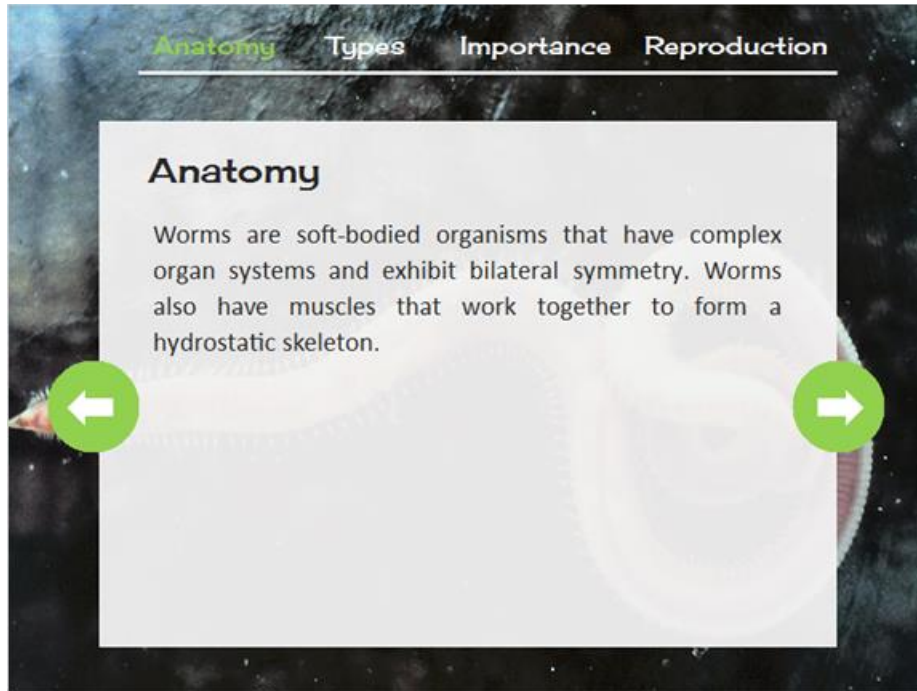 Anatomy Types Importance Reproduction
Anatomy
Worms are soft-bodied organisms that have complex
organ systems and exhibit bilateral symmetry. Worms
also have muscles that work together to form a
hydrostatic skeleton.